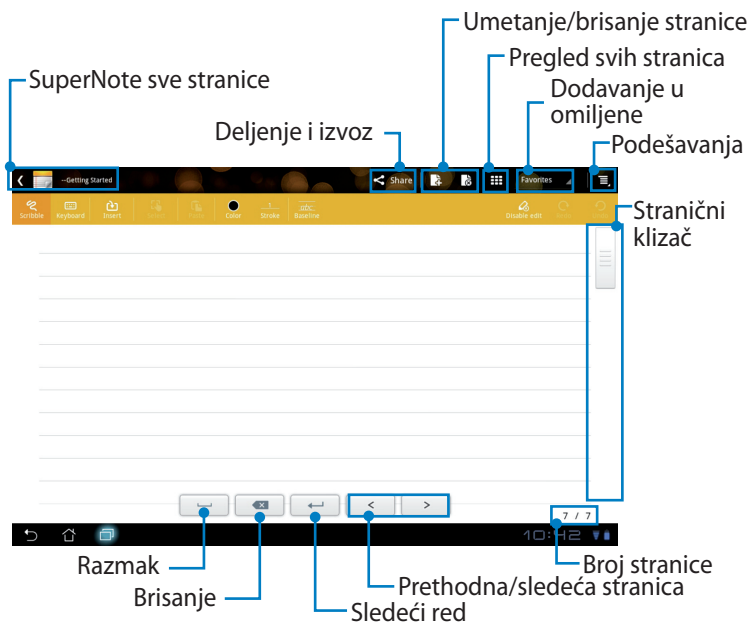 Umetanje/brisanje stranice
Pregled svih stranica
SuperNote sve stranice
Dodavanje u
omiljene
Deljenje i izvoz
Podešavanja
--Getting Started
Share
Favorites
Scribble
Keyboard
Insert
Color
Stroke
abc
Baseline
Disable edit
Stranični
klizač
<
>
7 / 7
10:42
Razmak
Broj stranice
Prethodna/sledeća stranica
Brisanje
Sledeći red